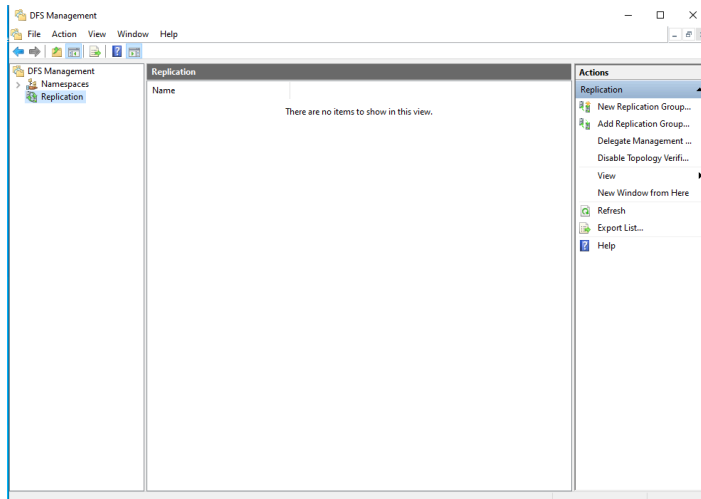 DFS Management
File Action View Window Help
DFS Management
Namespaces
Replication
Replication
Name
There are no items to show in this view.
Actions
Replication
New Replication Group...
Add Replication Group...
Delegate Management ...
Disable Topology Verifi...
View
New Window from Here
Refresh
Export List...
Help